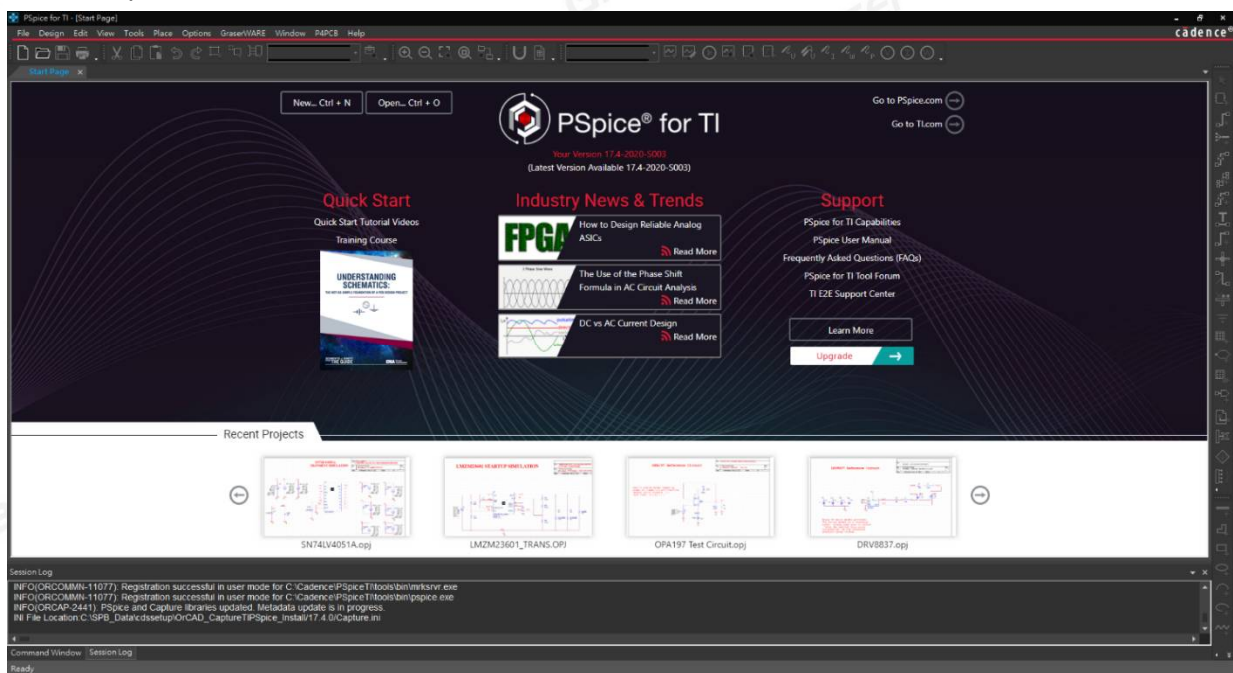 PSpice for TI - [Start Page]
File Design Edit View Tools Place Options GraserWARE Window P4PCB Help
cādence®
Start Page
New... Ctrl + N
Open... Ctrl + O
PSpice® for TI
Your Version 17.4-2020-S003
(Latest Version Available 17.4-2020-S003)
Go to PSpice.com
Go to TI.com
Quick Start
Quick Start Tutorial Videos
Training Course
UNDERSTANDING
SCHEMATICS:
Industry News & Trends
FPGA
How to Design Reliable Analog
ASICs
Read More
The Use of the Phase Shift
Formula in AC Circuit Analysis
Read More
DC vs AC Current Design
Read More
Support
PSpice for TI Capabilities
PSpice User Manual
Frequently Asked Questions (FAQs)
PSpice for TI Tool Forum
TI E2E Support Center
Learn More
Upgrade
Recent Projects
LMZM23601 STARTUP SIMULATION
SN74LV4051A.opj
LMZM23601_TRANS.OPJ
OPA197 Test Circuit.opj
DRV8837.opj
Session Log
INFO(ORCOMMN-11077): Registration successful in user mode for C:\Cadence\PSpiceTI\tools\bin\mrksrvr.exe
INFO(ORCOMMN-11077): Registration successful in user mode for C:\Cadence\PSpiceTI\tools\bin\pspice.exe
INFO(ORCAP-2441): PSpice and Capture libraries updated. Metadata update is in progress.
INI File Location:C:\SPB_Data\cdssetup\OrCAD_CaptureTIPSpice_Install/17.4.0/Capture.ini
Command Window
Session Log
Ready